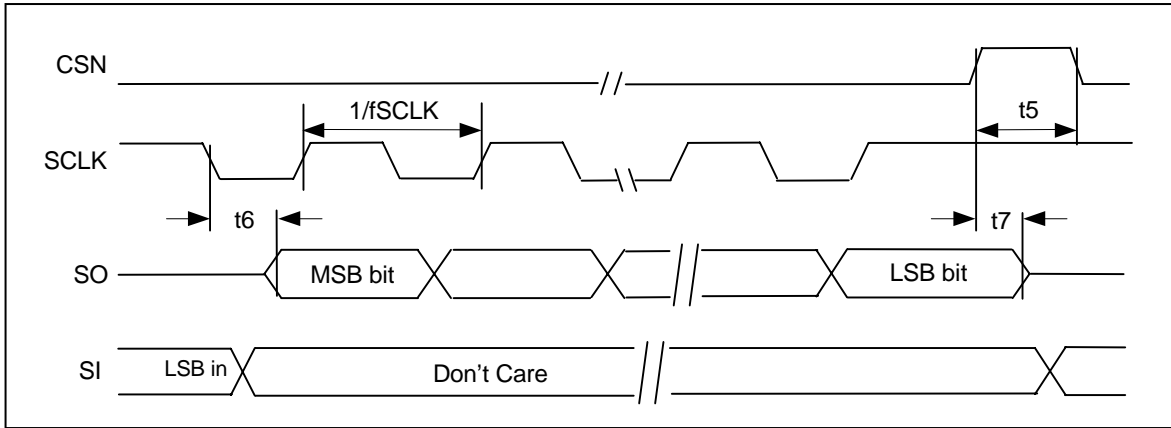 CSN
t5
1/fSCLK
SCLK
t6
t7
SO
MSB bit
LSB bit
SI
LSB in
Don't Care